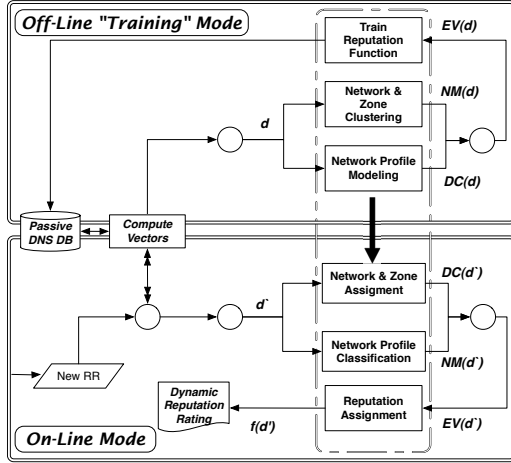 Off-Line "Training" Mode
Train
Reputation
Function
EV(d)
Network &
Zone
Clustering
NM(d)
d
Network Profile
Modeling
DC(d)
Passive
DNS DB
Compute
Vectors
Network & Zone
Assigment
DC(d`)
d`
Network Profile
Classification
NM(d`)
New RR
Dynamic
Reputation
Rating
f(d')
Reputation
Assignment
EV(d`)
On-Line Mode